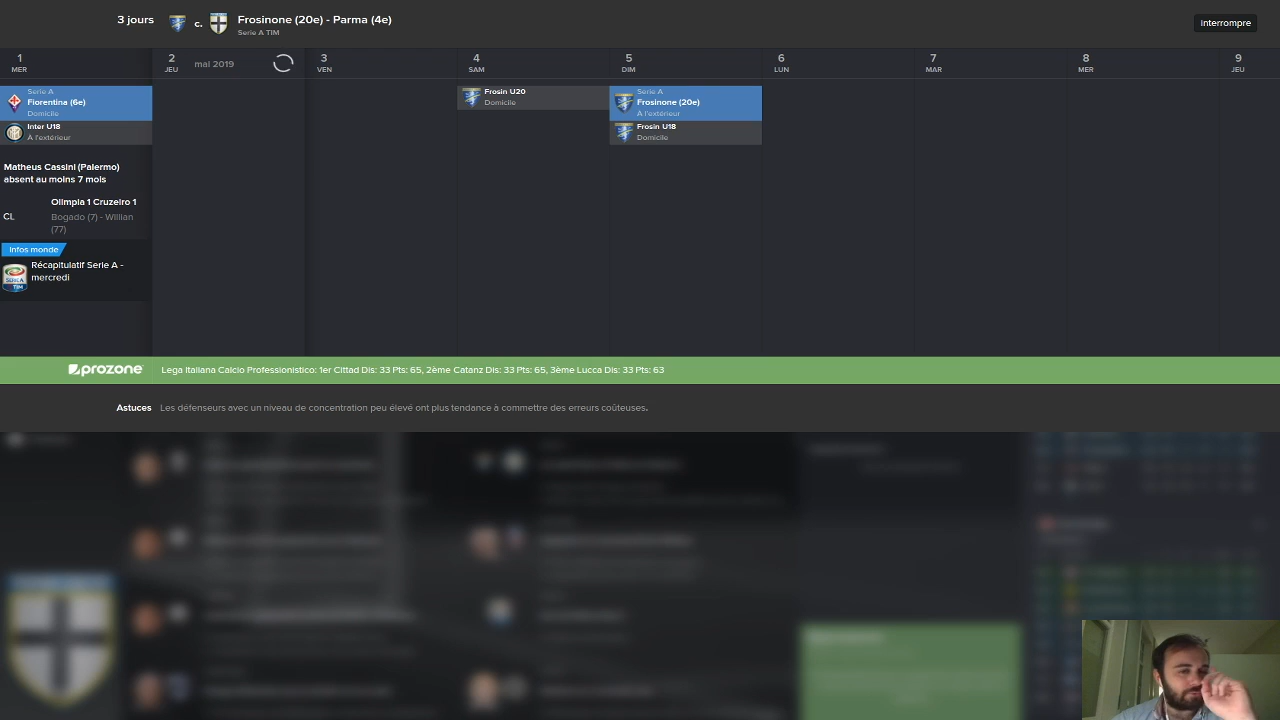 3 jours
c.
Frosinone (20e) - Parma (4e)
Serie A TIM
Interrompre
1
MER
2
JEU
mai 2019
3
VEN
4
SAM
5
DIM
6
LUN
7
MAR
8
MER
9
JEU
Serie A
Fiorentina (6e)
Domicile
Inter U18
À l'extérieur
Frosin U20
Domicile
Serie A
Frosinone (20e)
À l'extérieur
Frosin U18
Domicile
Matheus Cassini (Palermo)
absent au moins 7 mois
Olimpia 1 Cruzeiro 1
CL
Bogado (7) - Willian
(77)
Infos monde
Récapitulatif Serie A -
mercredi
SERIE A
TIM
prozone
Lega Italiana Calcio Professionistico: 1er Cittad Dis: 33 Pts: 65, 2ème Catanz Dis: 33 Pts: 65, 3ème Lucca Dis: 33 Pts: 63
Astuces
Les défenseurs avec un niveau de concentration peu élevé ont plus tendance à commettre des erreurs coûteuses.